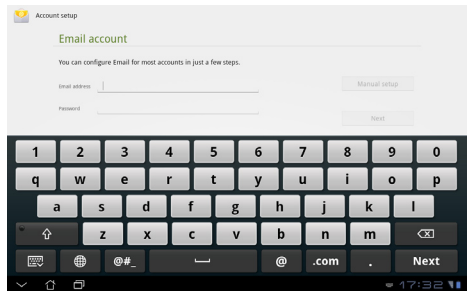 Account setup
Email account
You can configure Email for most accounts in just a few steps.
Email address
Manual setup
Password
Next
1 2 3 4 5 6 7 8 9 0
q w e r t y u i o p
a s d f g h j k l
z x c v b n m
@#_ @ .com . Next
17:32